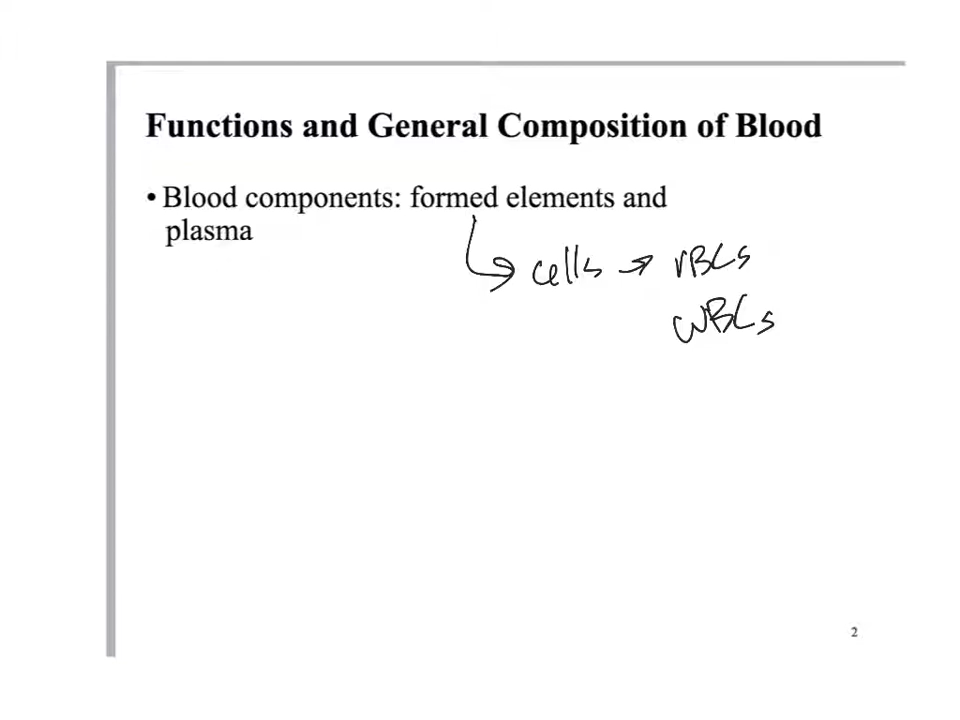 Functions and General Composition of Blood
• Blood components: formed elements and
plasma
cells → rBCs
WBCs
2